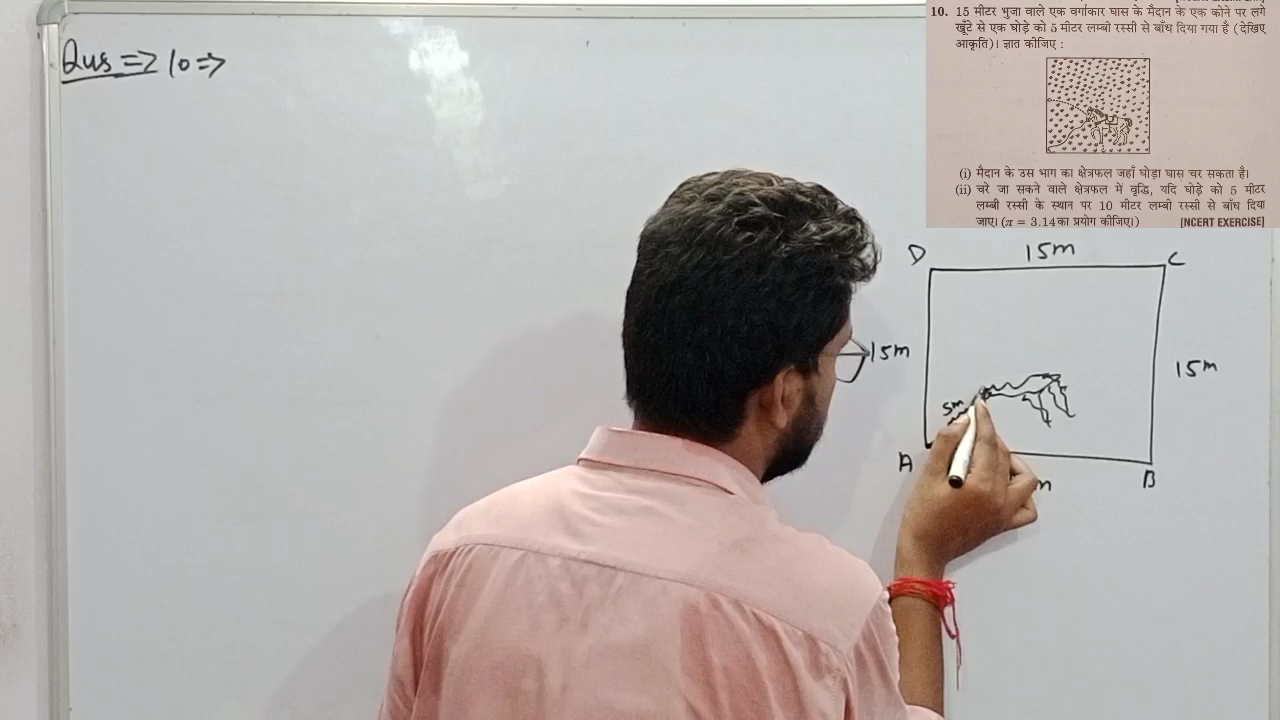 10. 15 मीटर भुजा वाले एक वर्गाकार घास के मैदान के एक कोने पर लगे
खूँटे से एक घोड़े को 5 मीटर लम्बी रस्सी से बाँध दिया गया है (देखिए
आकृति)। ज्ञात कीजिए :
(i) मैदान के उस भाग का क्षेत्रफल जहाँ घोड़ा घास चर सकता है।
(ii) चरे जा सकने वाले क्षेत्रफल में वृद्धि, यदि घोड़े को 5 मीटर
लम्बी रस्सी के स्थान पर 10 मीटर लम्बी रस्सी से बाँध दिया
जाए। (π = 3.14 का प्रयोग कीजिए।) [NCERT EXERCISE]
Qus => 10 =>
D 15m C
15m 15m
5m
A m B